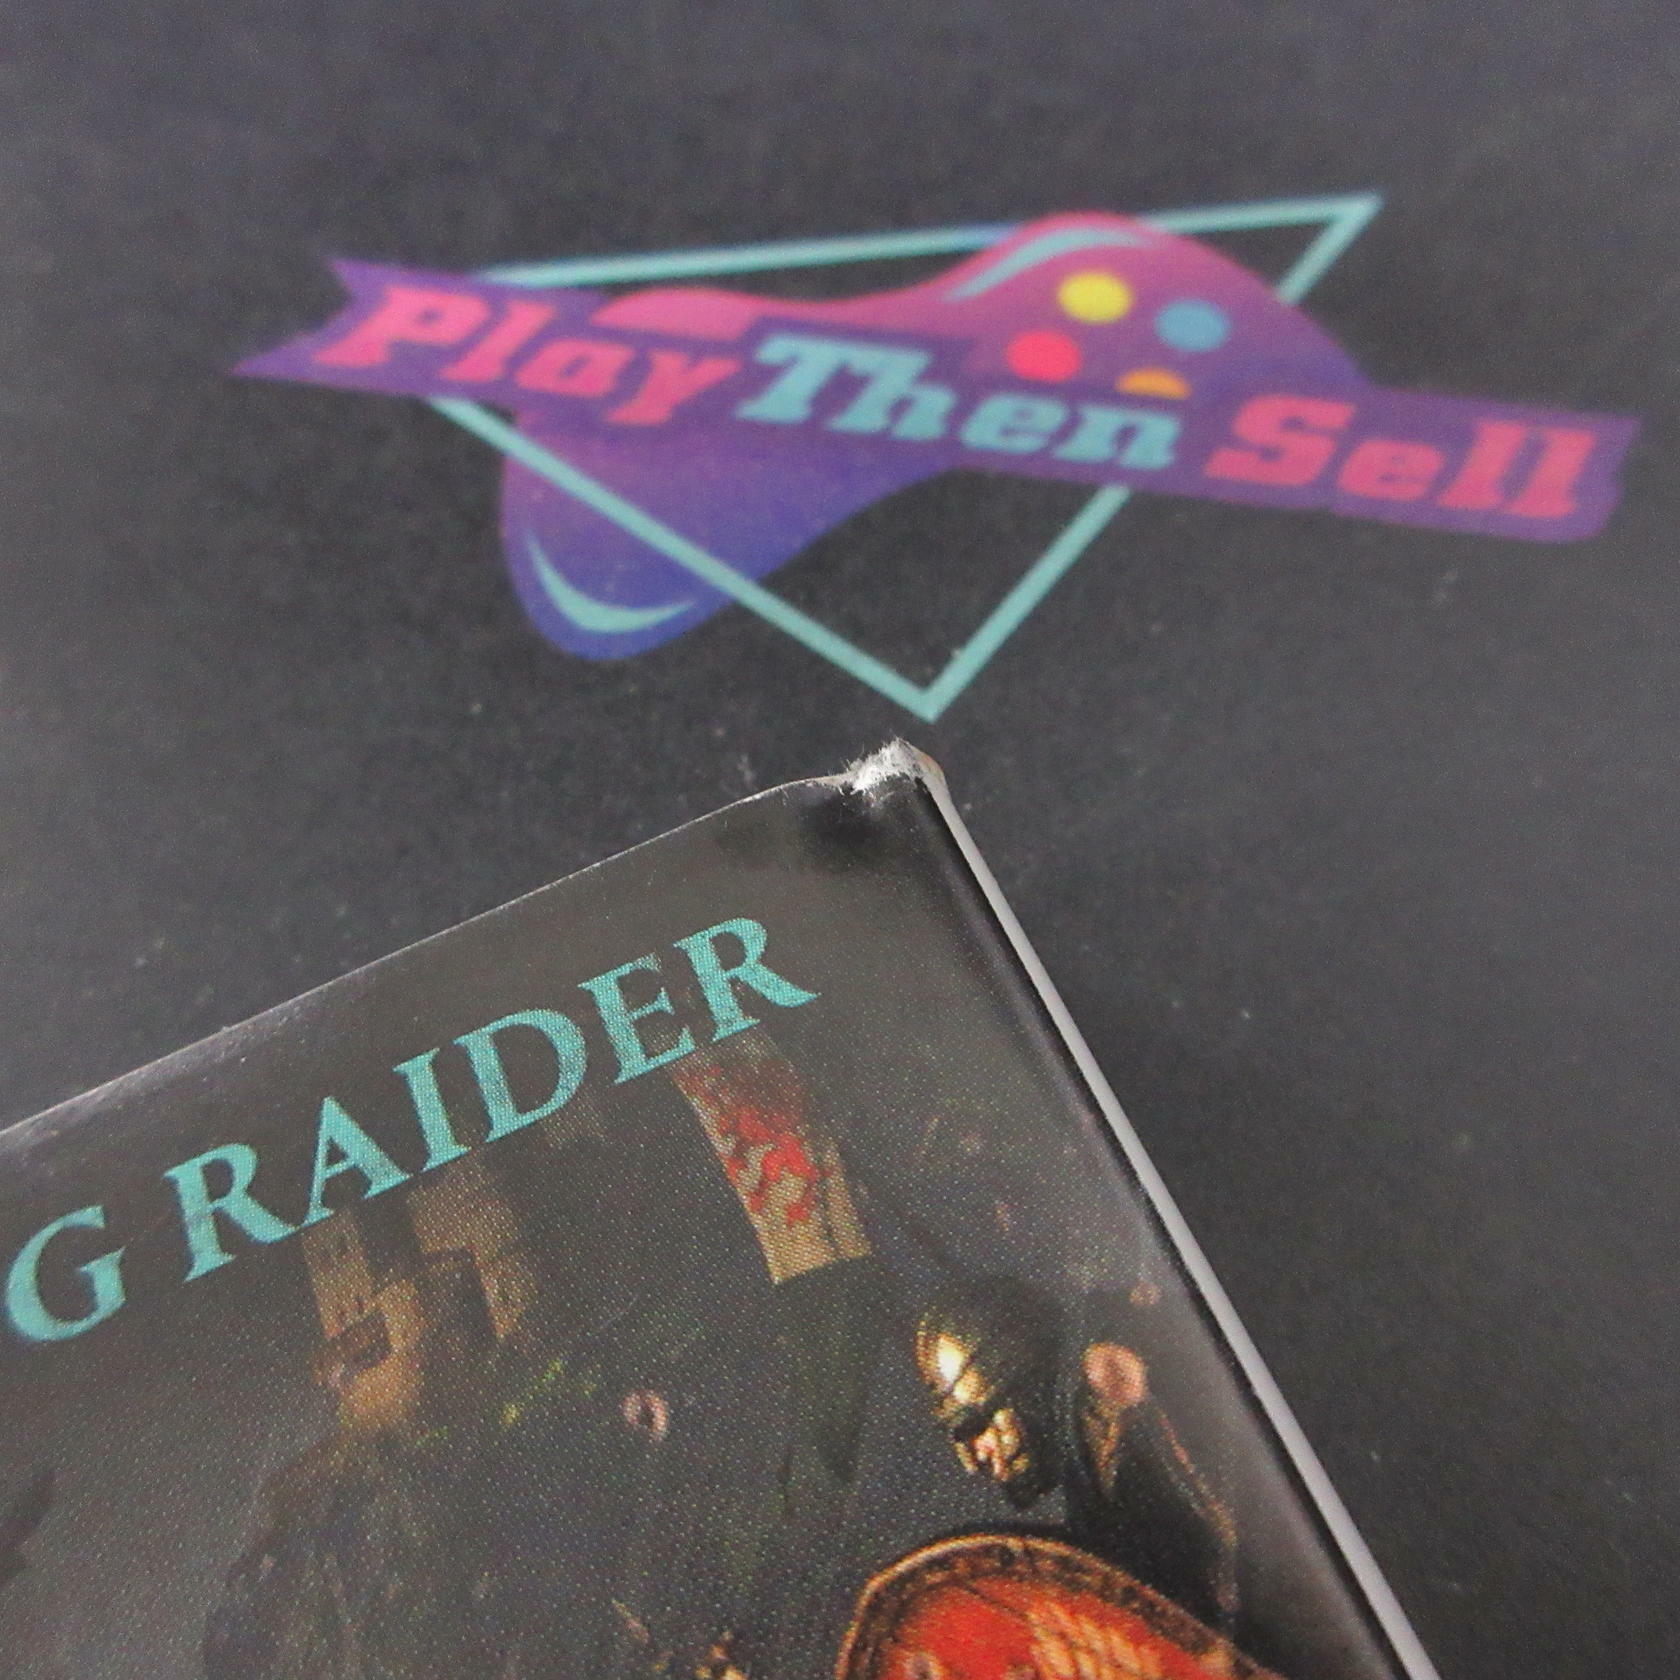 Play Then Sell
G RAIDER